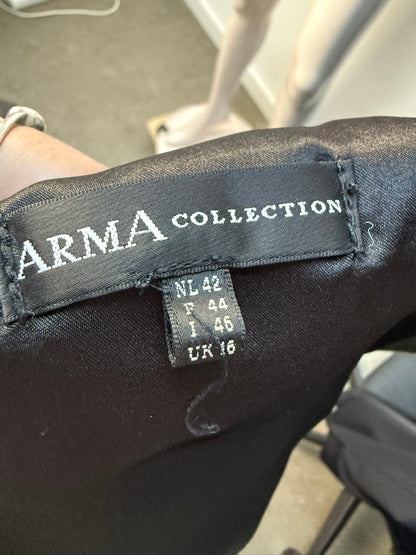 ARMA COLLECTION
NL 42
F 44
I 46
UK 16